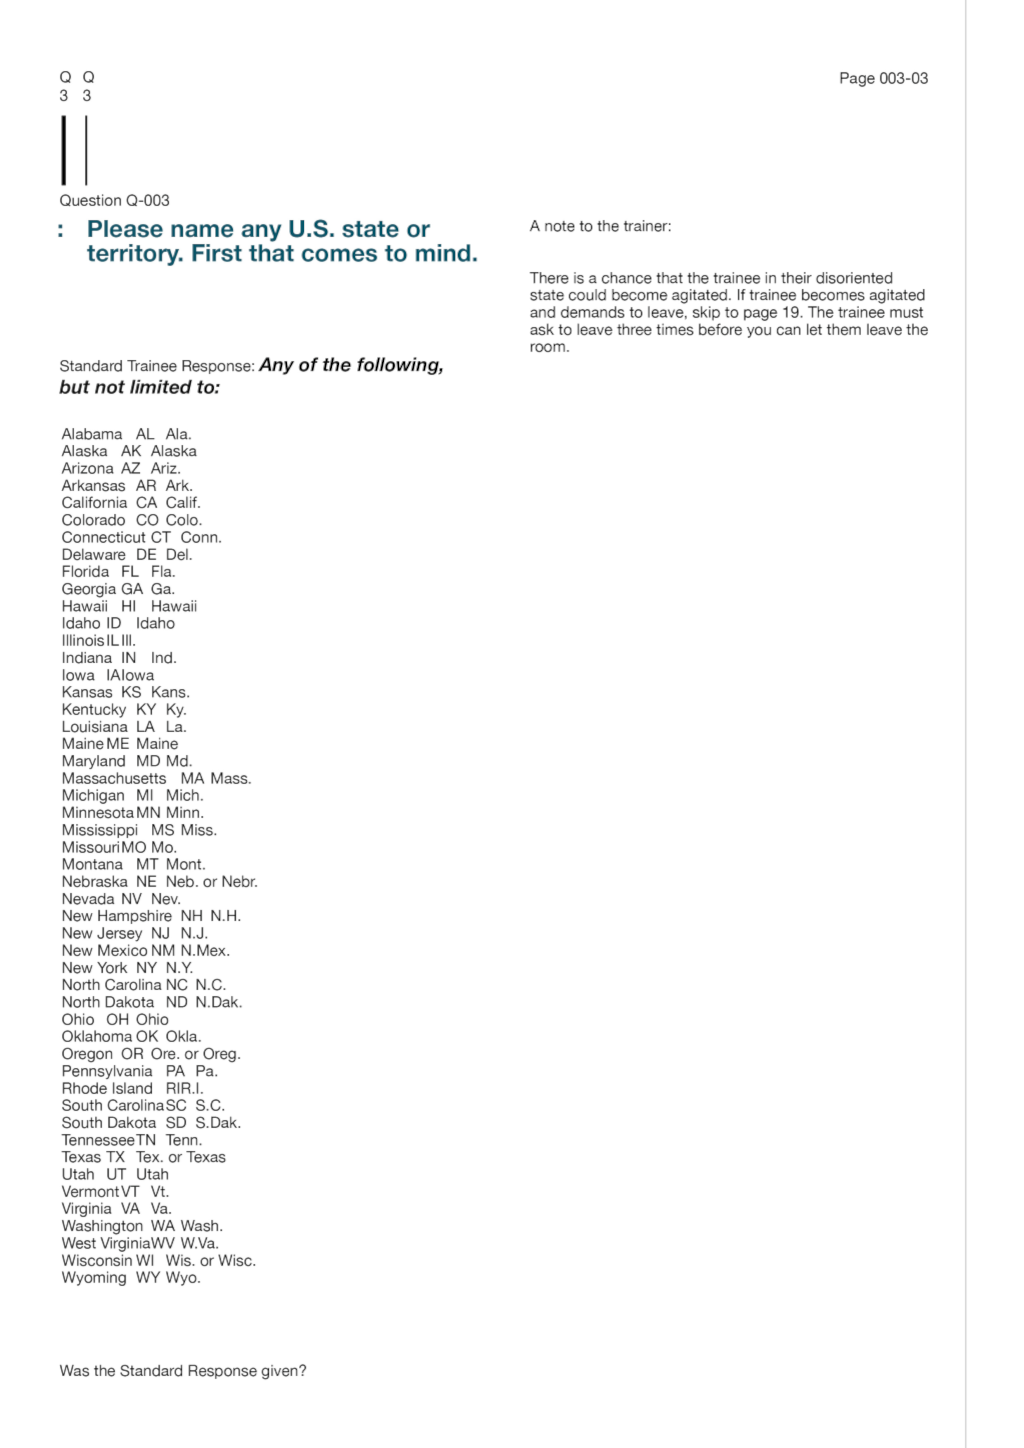 Q Q
3 3
Page 003-03
Question Q-003
: Please name any U.S. state or
territory. First that comes to mind.
Standard Trainee Response: Any of the following,
but not limited to:
Alabama AL Ala.
Alaska AK Alaska
Arizona AZ Ariz.
Arkansas AR Ark.
California CA Calif.
Colorado CO Colo.
Connecticut CT Conn.
Delaware DE Del.
Florida FL Fla.
Georgia GA Ga.
Hawaii HI Hawaii
Idaho ID Idaho
Illinois IL Ill.
Indiana IN Ind.
Iowa IAIowa
Kansas KS Kans.
Kentucky KY Ky.
Louisiana LA La.
Maine ME Maine
Maryland MD Md.
Massachusetts MA Mass.
Michigan MI Mich.
Minnesota MN Minn.
Mississippi MS Miss.
Missouri MO Mo.
Montana MT Mont.
Nebraska NE Neb. or Nebr.
Nevada NV Nev.
New Hampshire NH N.H.
New Jersey NJ N.J.
New Mexico NM N.Mex.
New York NY N.Y.
North Carolina NC N.C.
North Dakota ND N.Dak.
Ohio OH Ohio
Oklahoma OK Okla.
Oregon OR Ore. or Oreg.
Pennsylvania PA Pa.
Rhode Island RIR.I.
South Carolina SC S.C.
South Dakota SD S.Dak.
Tennessee TN Tenn.
Texas TX Tex. or Texas
Utah UT Utah
Vermont VT Vt.
Virginia VA Va.
Washington WA Wash.
West Virginia WV W.Va.
Wisconsin WI Wis. or Wisc.
Wyoming WY Wyo.
Was the Standard Response given?
A note to the trainer:
There is a chance that the trainee in their disoriented
state could become agitated. If trainee becomes agitated
and demands to leave, skip to page 19. The trainee must
ask to leave three times before you can let them leave the
room.